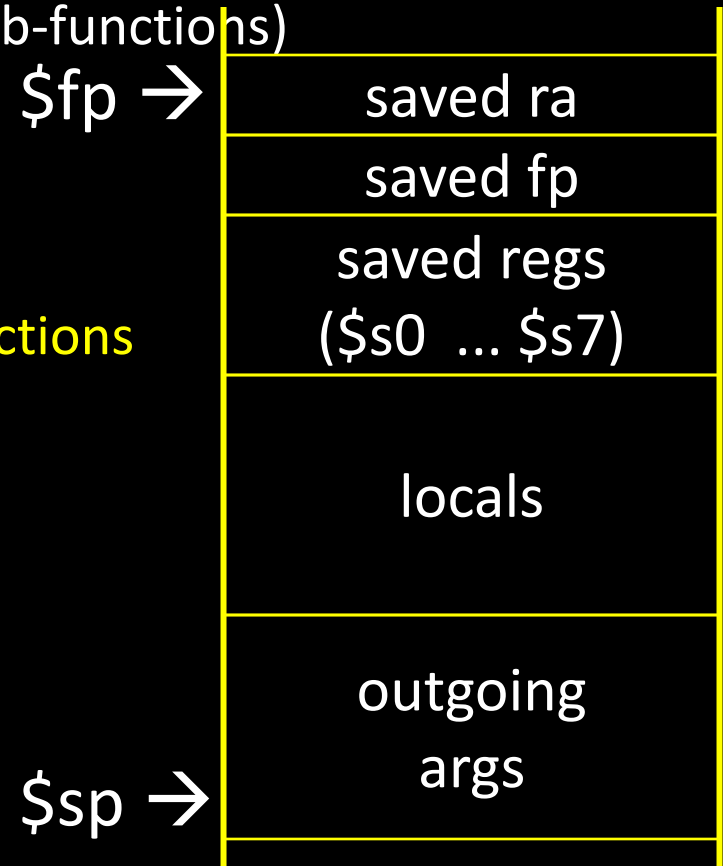 b-functions)
$fp →
saved ra
saved fp
saved regs
($s0 ... $s7)
ctions
locals
outgoing
args
$sp →